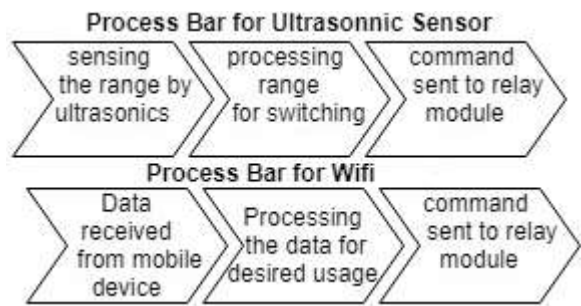 Process Bar for Ultrasonnic Sensor
sensing
the range by
ultrasonics
processing
range
for switching
command
sent to relay
module
Process Bar for Wifi
Data
received
from mobile
device
Processing
the data for
desired usage
command
sent to relay
module